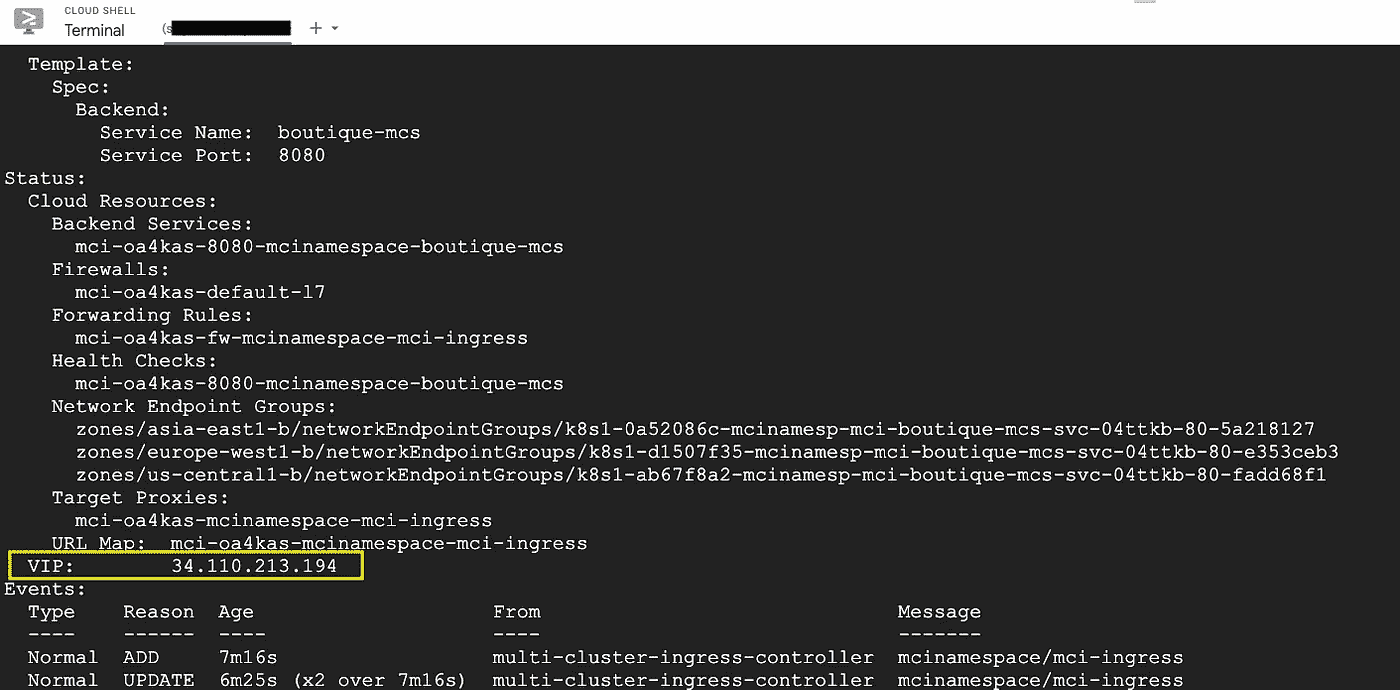 CLOUD SHELL
Terminal (s
Template:
Spec:
Backend:
Service Name: boutique-mcs
Service Port: 8080
Status:
Cloud Resources:
Backend Services:
mci-oa4kas-8080-mcinamespace-boutique-mcs
Firewalls:
mci-oa4kas-default-l7
Forwarding Rules:
mci-oa4kas-fw-mcinamespace-mci-ingress
Health Checks:
mci-oa4kas-8080-mcinamespace-boutique-mcs
Network Endpoint Groups:
zones/asia-east1-b/networkEndpointGroups/k8s1-0a52086c-mcinamesp-mci-boutique-mcs-svc-04ttkb-80-5a218127
zones/europe-west1-b/networkEndpointGroups/k8s1-d1507f35-mcinamesp-mci-boutique-mcs-svc-04ttkb-80-e353ceb3
zones/us-central1-b/networkEndpointGroups/k8s1-ab67f8a2-mcinamesp-mci-boutique-mcs-svc-04ttkb-80-fadd68f1
Target Proxies:
mci-oa4kas-mcinamespace-mci-ingress
URL Map: mci-oa4kas-mcinamespace-mci-ingress
VIP: 34.110.213.194
Events:
Type Reason Age From Message
---- ------ ---- ---- -------
Normal ADD 7m16s multi-cluster-ingress-controller mcinamespace/mci-ingress
Normal UPDATE 6m25s (x2 over 7m16s) multi-cluster-ingress-controller mcinamespace/mci-ingress